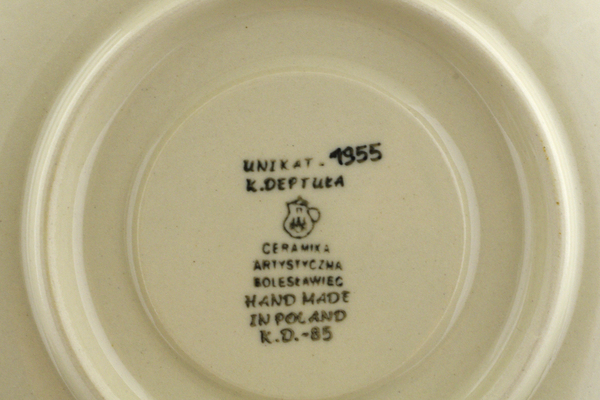 UNIKAT - 1955
K.DEPTUŁA
CERAMIKA
ARTYSTYCZNA
BOLESŁAWIEC
HAND MADE
IN POLAND
K.D.-85